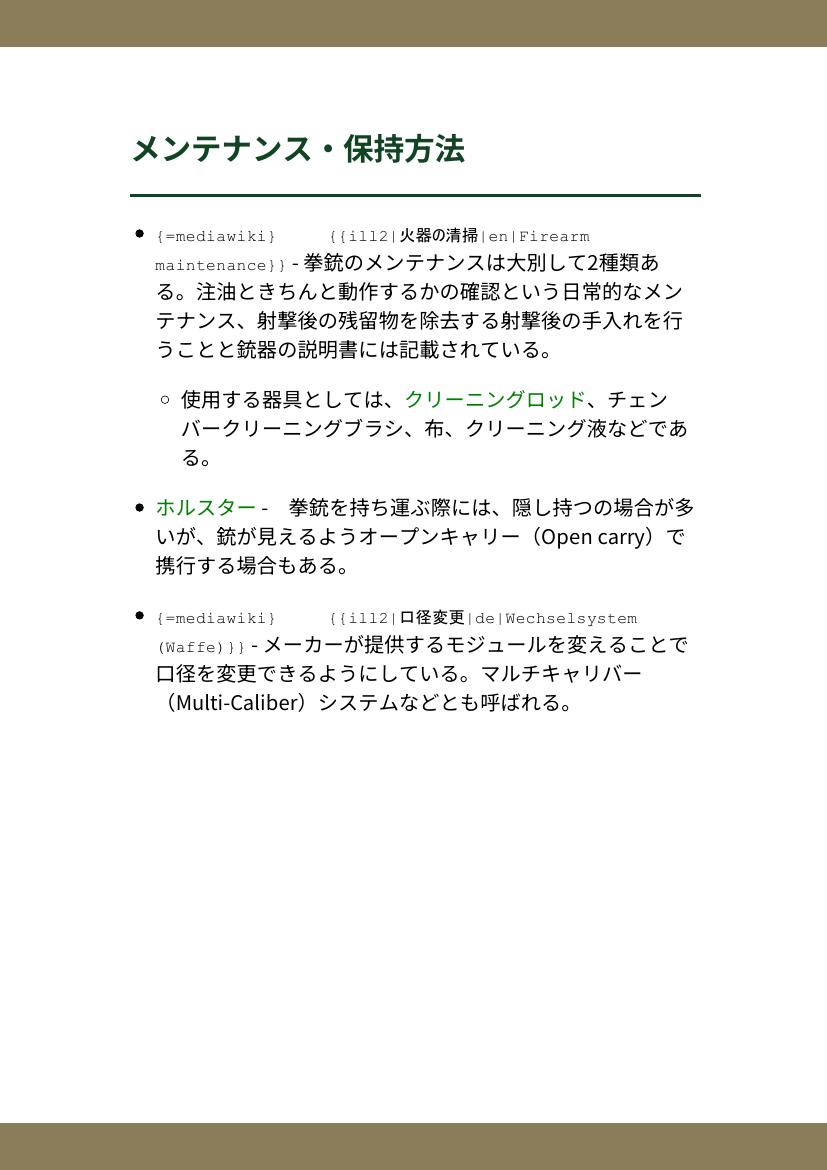 メンテナンス・保持方法
{=mediawiki} {{ill2|火器の清掃|en|Firearm
maintenance}} - 拳銃のメンテナンスは大別して2種類あ
る。注油ときちんと動作するかの確認という日常的なメン
テナンス、射撃後の残留物を除去する射撃後の手入れを行
うことと銃器の説明書には記載されている。
使用する器具としては、クリーニングロッド、チェン
バークリーニングブラシ、布、クリーニング液などであ
る。
ホルスター -　拳銃を持ち運ぶ際には、隠し持つの場合が多
いが、銃が見えるようオープンキャリー（Open carry）で
携行する場合もある。
{=mediawiki} {{ill2|口径変更|de|Wechselsystem
(Waffe)}} - メーカーが提供するモジュールを変えることで
口径を変更できるようにしている。マルチキャリバー
（Multi-Caliber）システムなどとも呼ばれる。